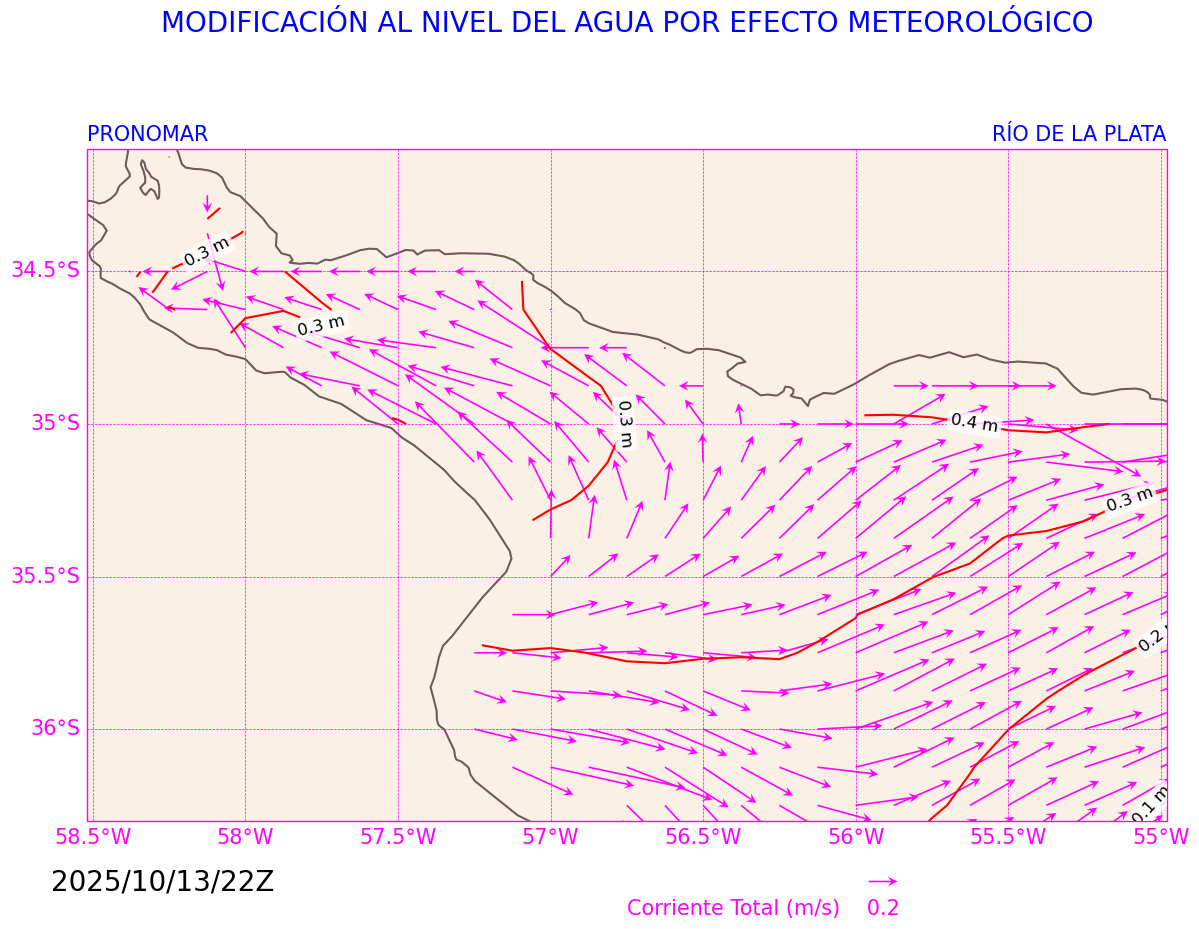 MODIFICACIÓN AL NIVEL DEL AGUA POR EFECTO METEOROLÓGICO
PRONOMAR
RÍO DE LA PLATA
0.3 m
34.5°S
0.3 m
35°S
0.3 m
0.4 m
0.3 m
35.5°S
0.2
36°S
0.1 m
58.5°W
58°W
57.5°W
57°W
56.5°W
56°W
55.5°W
55°W
2025/10/13/22Z
Corriente Total (m/s)
0.2